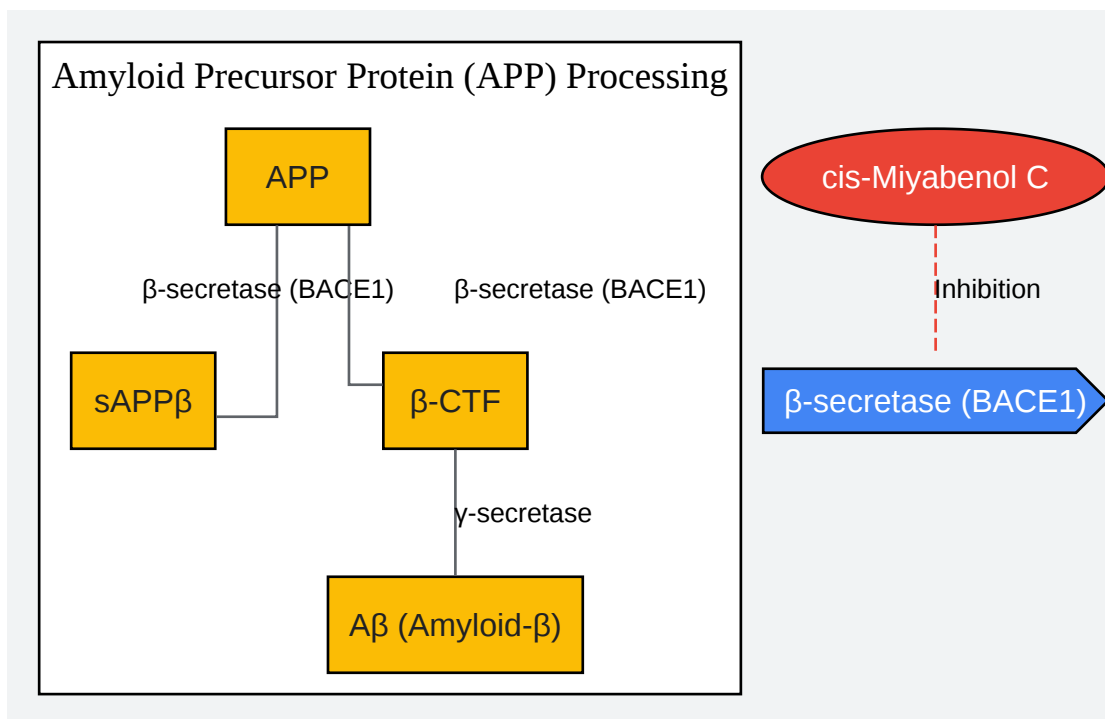 Amyloid Precursor Protein (APP) Processing
APP
cis-Miyabenol C
β-secretase (BACE1)
β-secretase (BACE1)
Inhibition
sAPPβ
β-CTF
β-secretase (BACE1)
γ-secretase
Aβ (Amyloid-β)